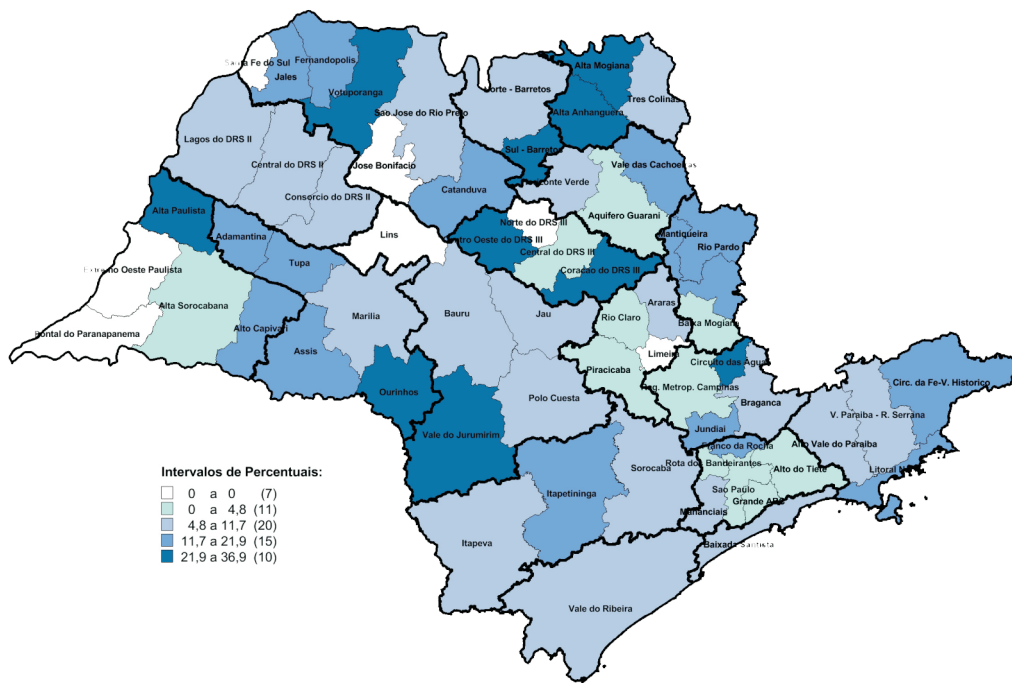 Fe do Sul
Jales
Fernandopolis
Votuporanga
Sao Jose do Rio Preto
Norte - Barretos
Alta Mogiana
Tres Colinas
Alta Anhanguera
Lagos do DRS II
Central do DRS II
Consorcio do DRS II
Jose Bonifacio
Catanduva
Sul - Barretos
Verde
Vale das Cachoeiras
Aquifero Guarani
Alta Paulista
Adamantina
Tupa
Lins
Norte do DRS III
Oeste do DRS III
Central do DRS III
Coracao do DRS III
Mantiqueira
Rio Pardo
Oeste Paulista
Alta Sorocabana
Pontal do Paranapanema
Alto Capivari
Assis
Marilia
Bauru
Jau
Araras
Rio Claro
Baixa Mogiana
Limeira
Piracicaba
Circuito das Aguas
Reg. Metrop. Campinas
Braganca
Circ. da Fe-V. Historico
Ourinhos
Vale do Jurumirim
Polo Cuesta
Jundiai
Franco da Rocha
V. Paraiba - R. Serrana
Alto Vale do Paraiba
Rota dos Bandeirantes
Alto do Tiete
Litoral
Sorocaba
Sao Paulo
Grande ABC
Mananciais
Itapetininga
Itapeva
Baixada Santista
Vale do Ribeira
Intervalos de Percentuais:
0 a 0 (7)
0 a 4,8 (11)
4,8 a 11,7 (20)
11,7 a 21,9 (15)
21,9 a 36,9 (10)